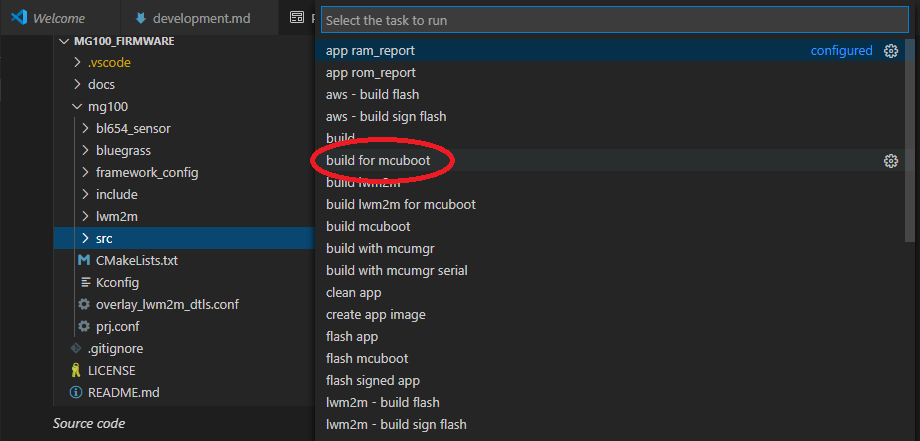 Welcome
development.md
MG100_FIRMWARE
.vscode
docs
mg100
bl654_sensor
bluegrass
framework_config
include
lwm2m
src
CMakeLists.txt
Kconfig
overlay_lwm2m_dtls.conf
prj.conf
.gitignore
LICENSE
README.md
Source code
Select the task to run
app ram_report configured
app rom_report
aws - build flash
aws - build sign flash
build
build for mcuboot
build lwm2m
build lwm2m for mcuboot
build mcuboot
build with mcumgr
build with mcumgr serial
clean app
create app image
flash app
flash mcuboot
flash signed app
lwm2m - build flash
lwm2m - build sign flash